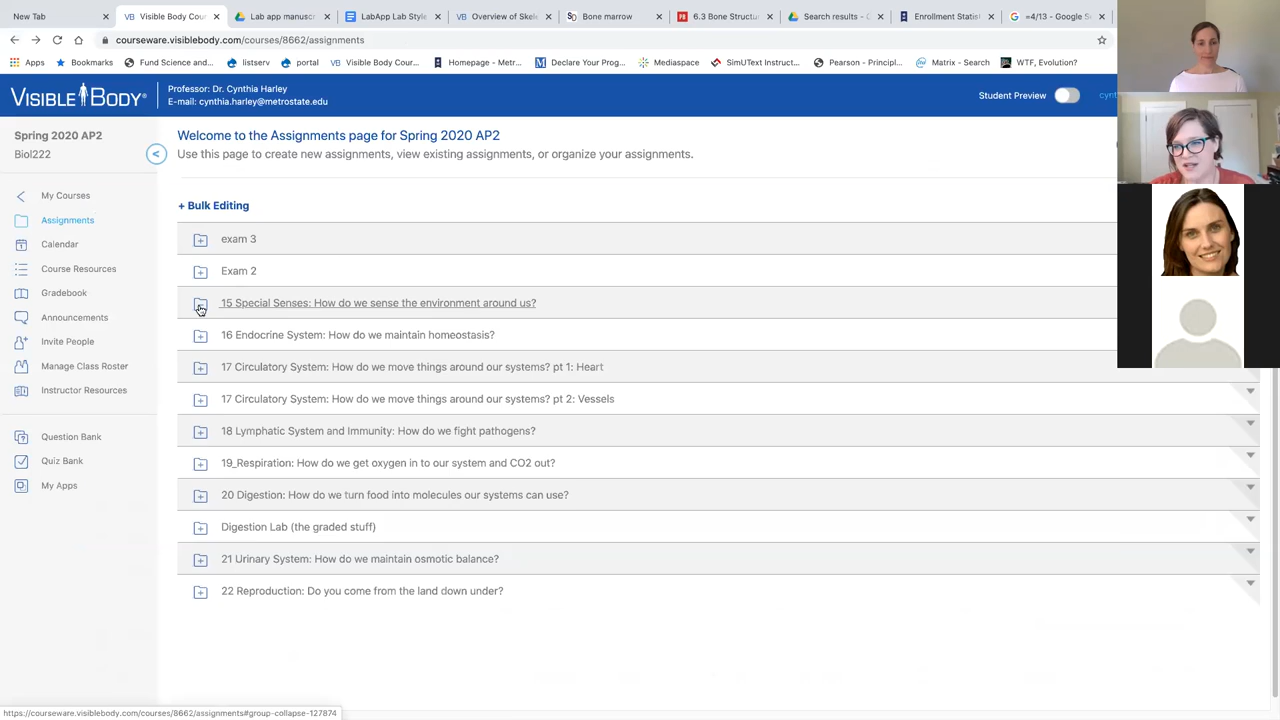 New Tab
Visible Body Cou
Lab app manuscr
LabApp Lab Style
Overview of Skel
Bone marrow
6.3 Bone Structu
Search results - D
Enrollment Statis
=4/13 - Google S
courseware.visiblebody.com/courses/8662/assignments
Apps
Bookmarks
Fund Science and...
listserv
portal
Visible Body Cour...
Homepage - Metr...
Declare Your Prog...
Mediaspace
SimUText Instruct...
Pearson - Principl...
Matrix - Search
WTF, Evolution?
VISIBLE BODY®
Professor: Dr. Cynthia Harley
E-mail: cynthia.harley@metrostate.edu
Student Preview
cynt
Spring 2020 AP2
Biol222
<
My Courses
Assignments
Calendar
Course Resources
Gradebook
Announcements
Invite People
Manage Class Roster
Instructor Resources
Question Bank
Quiz Bank
My Apps
Welcome to the Assignments page for Spring 2020 AP2
Use this page to create new assignments, view existing assignments, or organize your assignments.
+ Bulk Editing
exam 3
Exam 2
15 Special Senses: How do we sense the environment around us?
16 Endocrine System: How do we maintain homeostasis?
17 Circulatory System: How do we move things around our systems? pt 1: Heart
17 Circulatory System: How do we move things around our systems? pt 2: Vessels
18 Lymphatic System and Immunity: How do we fight pathogens?
19_Respiration: How do we get oxygen in to our system and CO2 out?
20 Digestion: How do we turn food into molecules our systems can use?
Digestion Lab (the graded stuff)
21 Urinary System: How do we maintain osmotic balance?
22 Reproduction: Do you come from the land down under?
https://courseware.visiblebody.com/courses/8662/assignments#group-collapse-127874